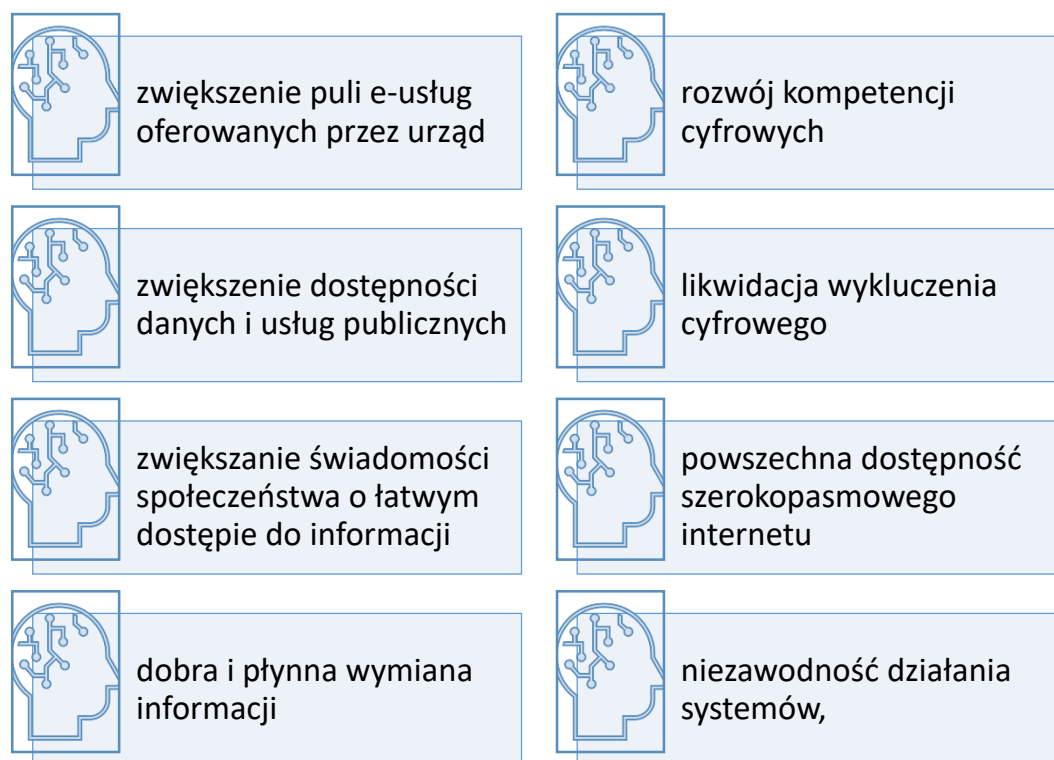 zwiększenie puli e-usług
oferowanych przez urząd
rozwój kompetencji
cyfrowych
zwiększenie dostępności
danych i usług publicznych
likwidacja wykluczenia
cyfrowego
zwiększanie świadomości
społeczeństwa o łatwym
dostępie do informacji
powszechna dostępność
szerokopasmowego
internetu
dobra i płynna wymiana
informacji
niezawodność działania
systemów,